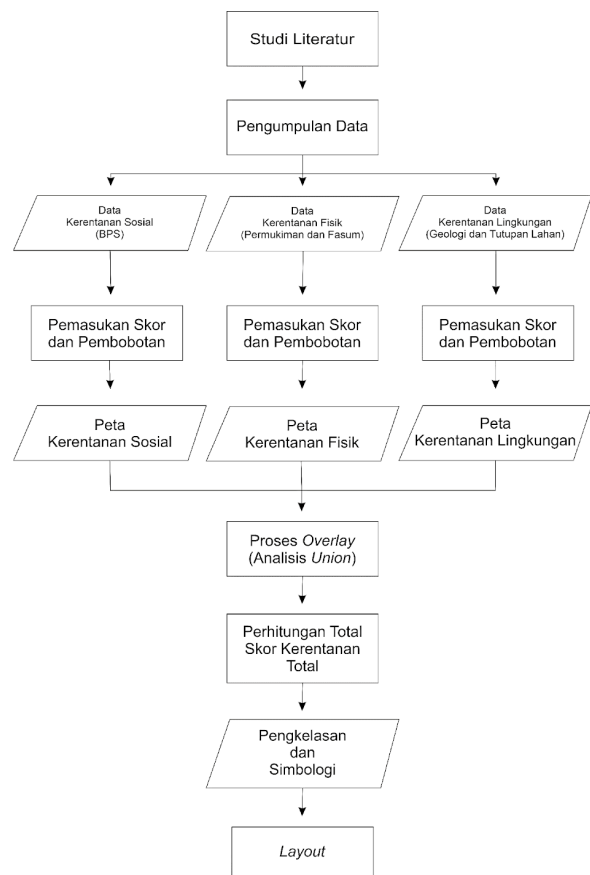 Studi Literatur
Pengumpulan Data
Data
Kerentanan Sosial
(BPS)
Data
Kerentanan Fisik
(Permukiman dan Fasum)
Data
Kerentanan Lingkungan
(Geologi dan Tutupan Lahan)
Pemasukan Skor
dan Pembobotan
Pemasukan Skor
dan Pembobotan
Pemasukan Skor
dan Pembobotan
Peta
Kerentanan Sosial
Peta
Kerentanan Fisik
Peta
Kerentanan Lingkungan
Proses Overlay
(Analisis Union)
Perhitungan Total
Skor Kerentanan
Total
Pengkelasan
dan
Simbologi
Layout